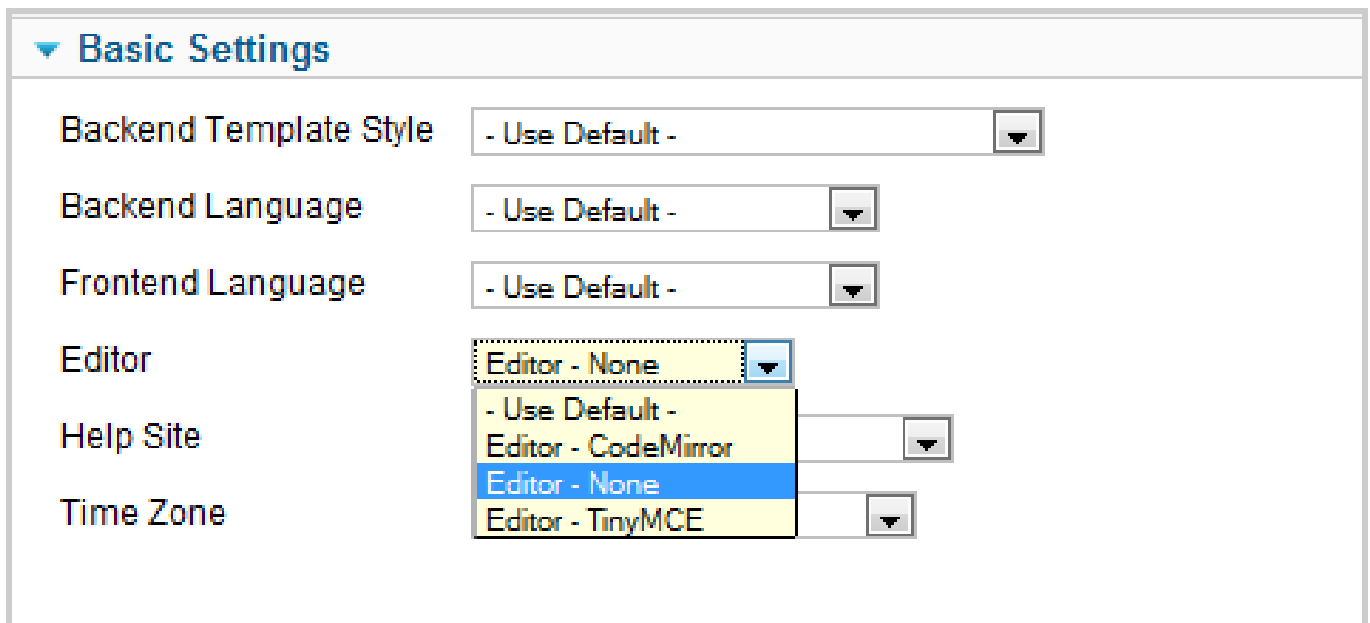 Basic Settings
Backend Template Style - Use Default -
Backend Language - Use Default -
Frontend Language - Use Default -
Editor Editor - None
- Use Default -
Help Site Editor - CodeMirror
Editor - None
Time Zone Editor - TinyMCE